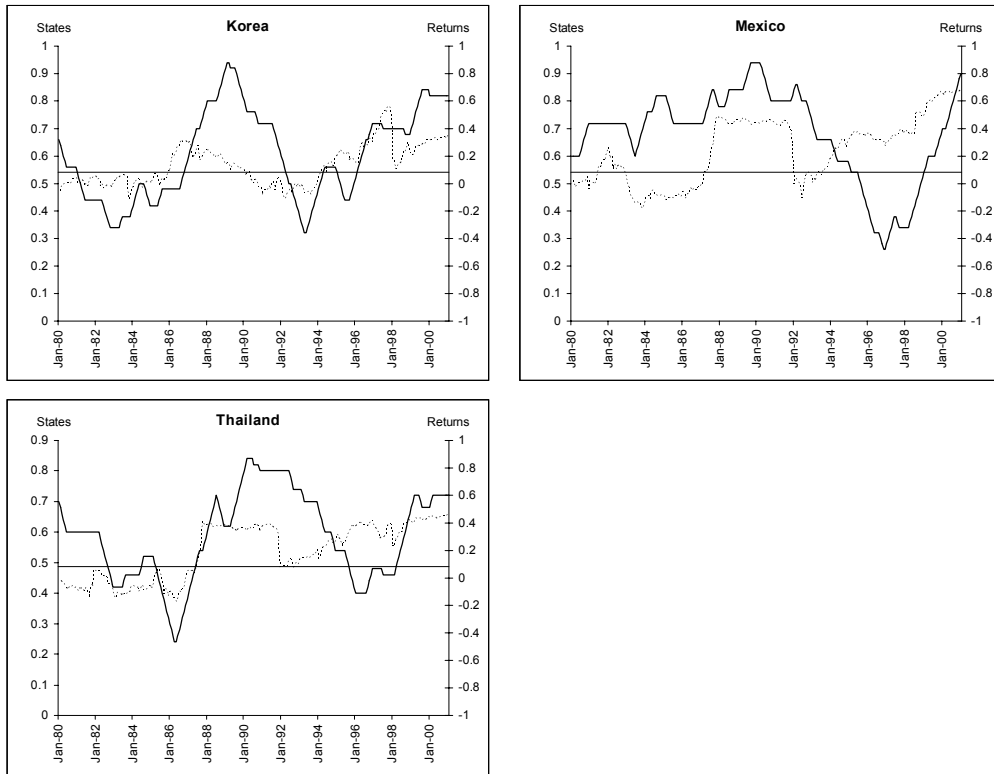 Korea
States
Returns
1
0.9
0.8
0.7
0.6
0.5
0.4
0.3
0.2
0.1
0
1
0.8
0.6
0.4
0.2
0
-0.2
-0.4
-0.6
-0.8
-1
Jan-80
Jan-82
Jan-84
Jan-86
Jan-88
Jan-90
Jan-92
Jan-94
Jan-96
Jan-98
Jan-00
Mexico
States
Returns
1
0.9
0.8
0.7
0.6
0.5
0.4
0.3
0.2
0.1
0
1
0.8
0.6
0.4
0.2
0
-0.2
-0.4
-0.6
-0.8
-1
Jan-80
Jan-82
Jan-84
Jan-86
Jan-88
Jan-90
Jan-92
Jan-94
Jan-96
Jan-98
Jan-00
Thailand
States
Returns
0.9
0.8
0.7
0.6
0.5
0.4
0.3
0.2
0.1
0
1
0.8
0.6
0.4
0.2
0
-0.2
-0.4
-0.6
-0.8
-1
Jan-80
Jan-82
Jan-84
Jan-86
Jan-88
Jan-90
Jan-92
Jan-94
Jan-96
Jan-98
Jan-00